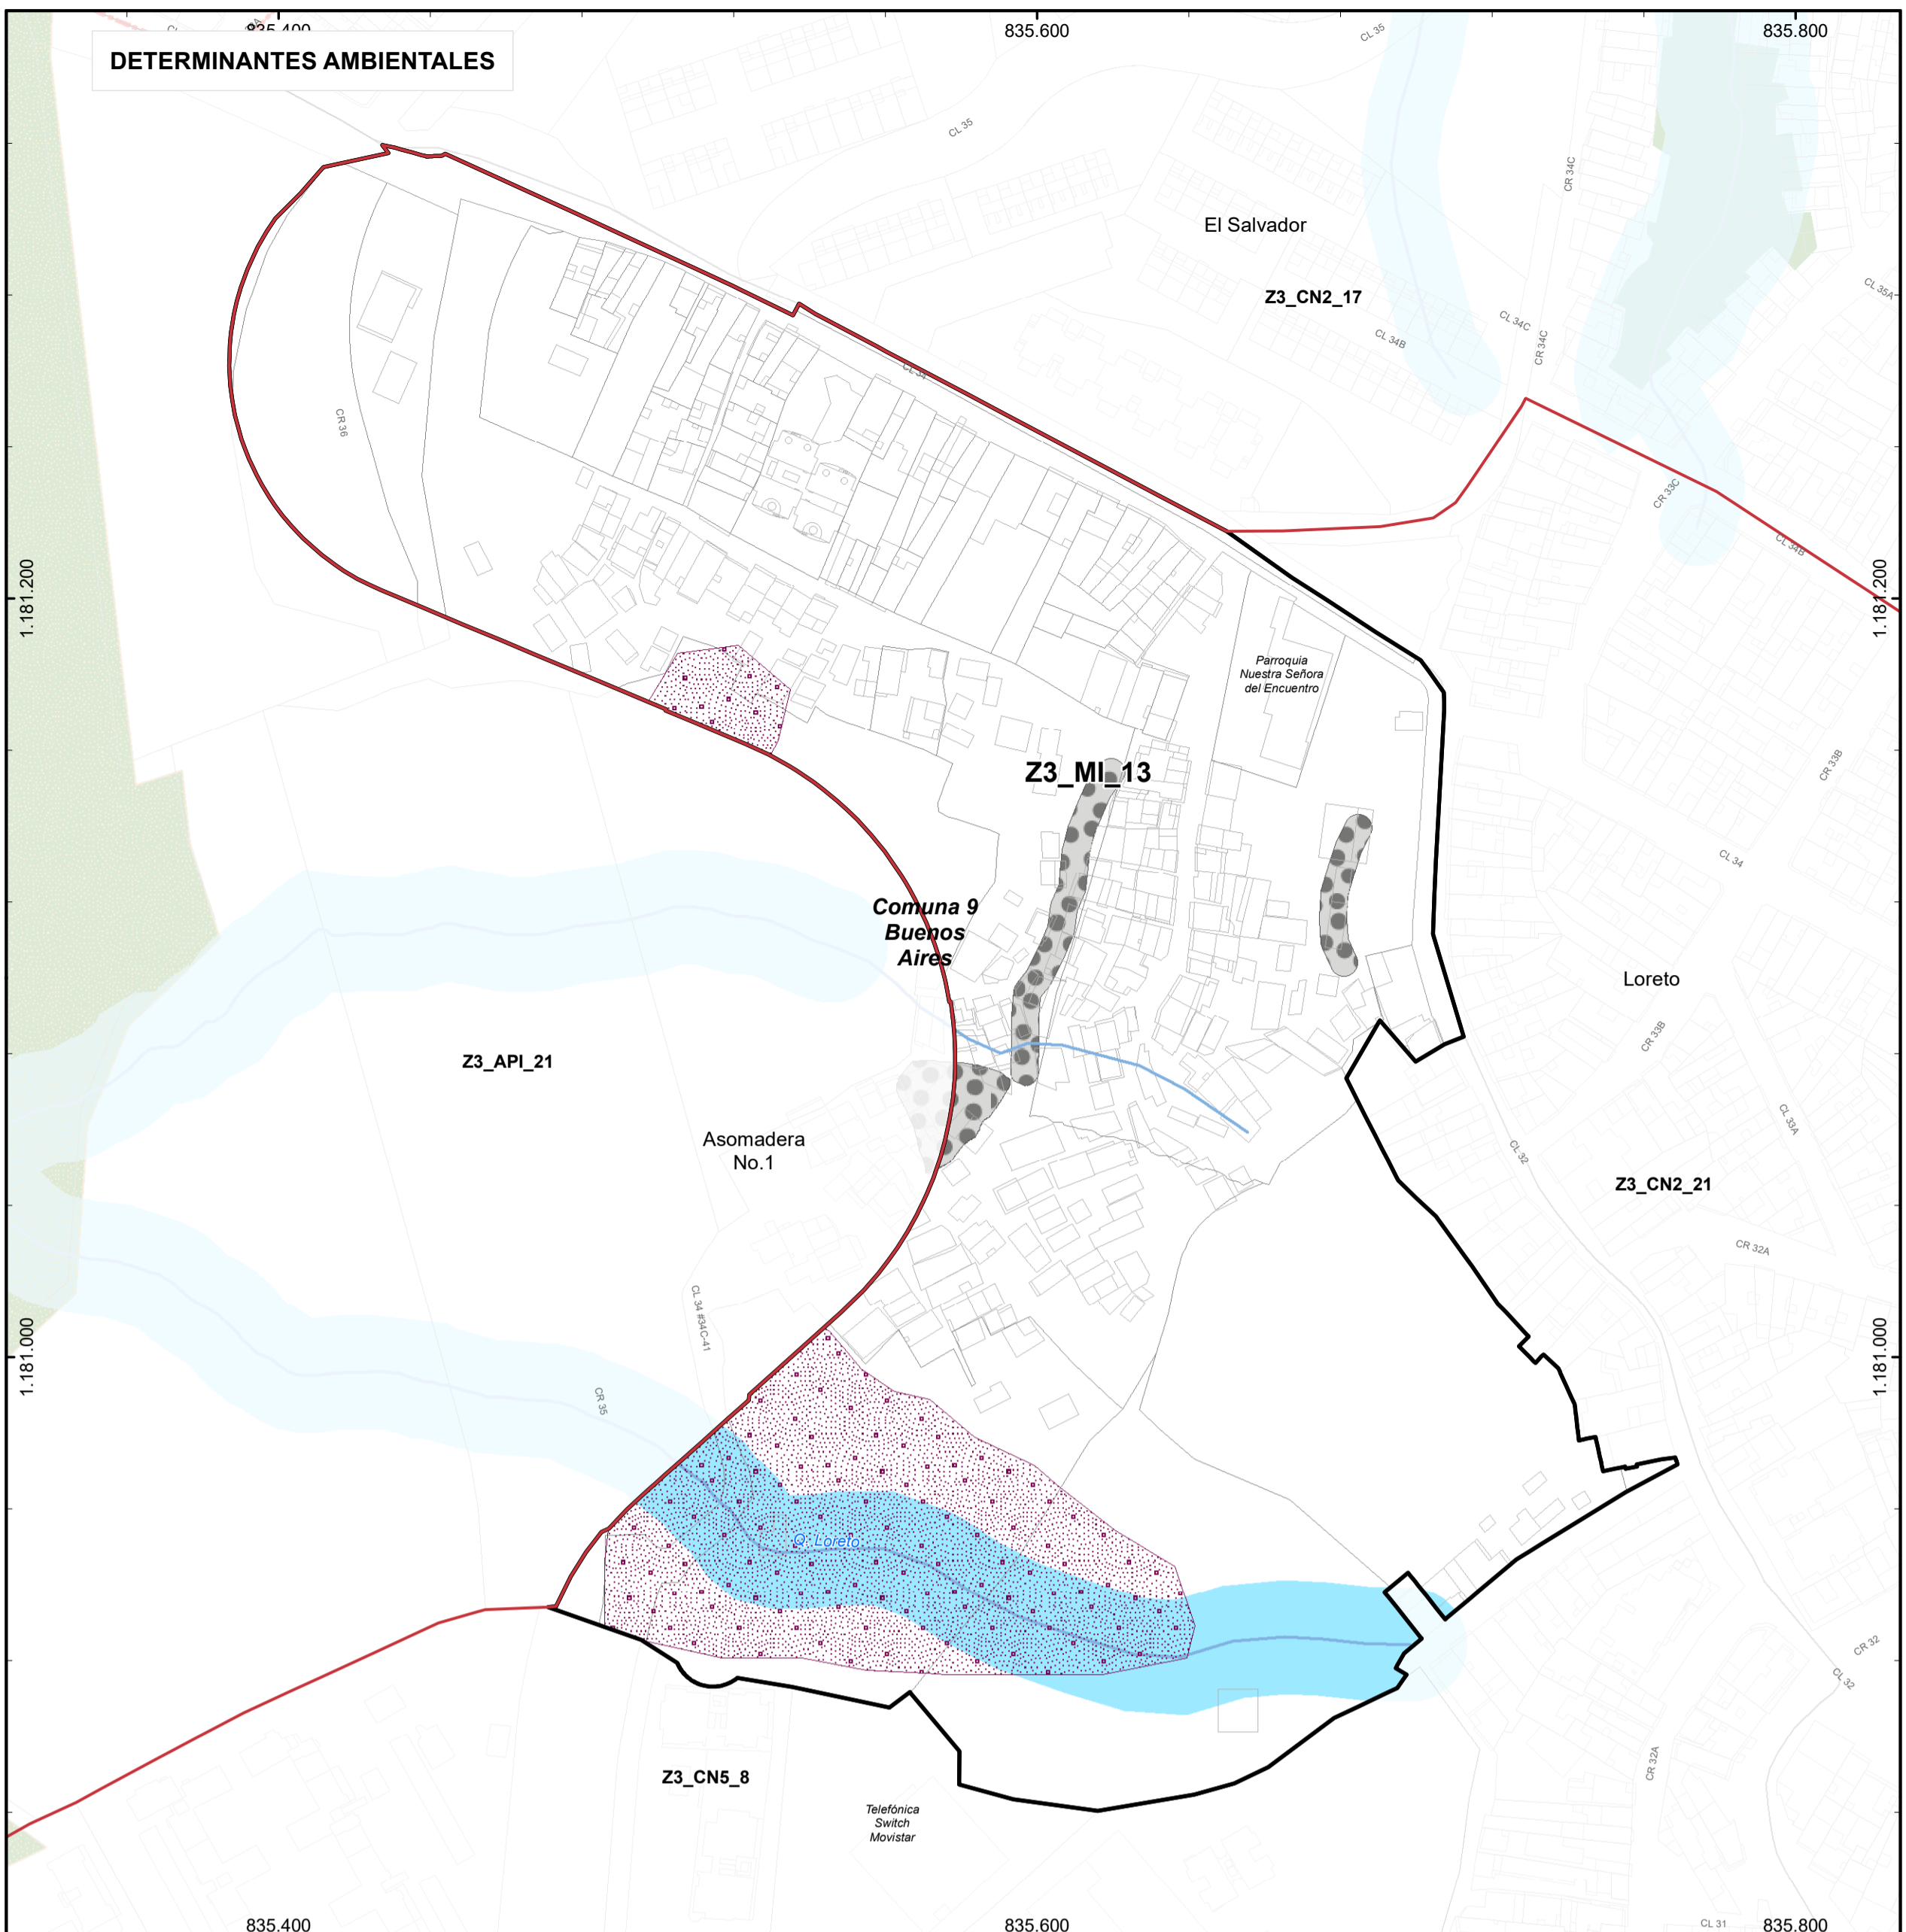 835.400
835.600
835.800
DETERMINANTES AMBIENTALES
CL 35
CL 35
CR 34C
El Salvador
Z3_CN2_17
CL 35A
CL 34C
CL 34B
CR 34C
CR 36
CR 33C
CL 34B
1.181.200
1.181.200
Parroquia
Nuestra Señora
del Encuentro
Z3_MI_13
CR 33B
CL 34
Comuna 9
Buenos
Aires
Loreto
CR 33B
Z3_API_21
Asomadera
No.1
CL 33A
CL 32
Z3_CN2_21
CR 32A
CL 34 #34C-41
1.181.000
1.181.000
CR 35
Q. Loreto
CR 32
CL 32
CR 32A
Z3_CN5_8
Telefónica
Switch
Movistar
835.400
835.600
835.800
CL 31